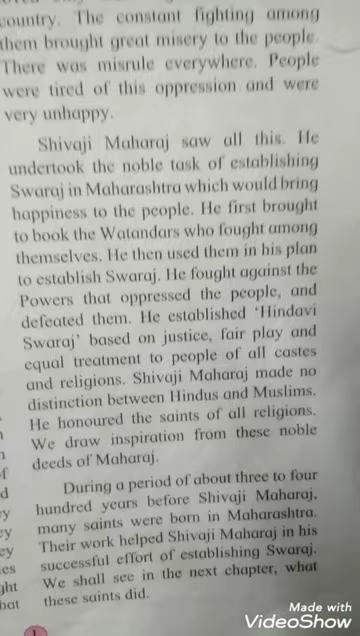 country. The constant fighting among
them brought great misery to the people.
There was misrule everywhere. People
were tired of this oppression and were
very unhappy.
Shivaji Maharaj saw all this. He
undertook the noble task of establishing
Swaraj in Maharashtra which would bring
happiness to the people. He first brought
to book the Watandars who fought among
themselves. He then used them in his plan
to establish Swaraj. He fought against the
Powers that oppressed the people, and
defeated them. He established ‘Hindavi
Swaraj’ based on justice, fair play and
equal treatment to people of all castes
and religions. Shivaji Maharaj made no
distinction between Hindus and Muslims.
He honoured the saints of all religions.
We draw inspiration from these noble
deeds of Maharaj.
During a period of about three to four
hundred years before Shivaji Maharaj,
many saints were born in Maharashtra.
Their work helped Shivaji Maharaj in his
successful effort of establishing Swaraj.
We shall see in the next chapter, what
these saints did.
1
Made with
VideoShow